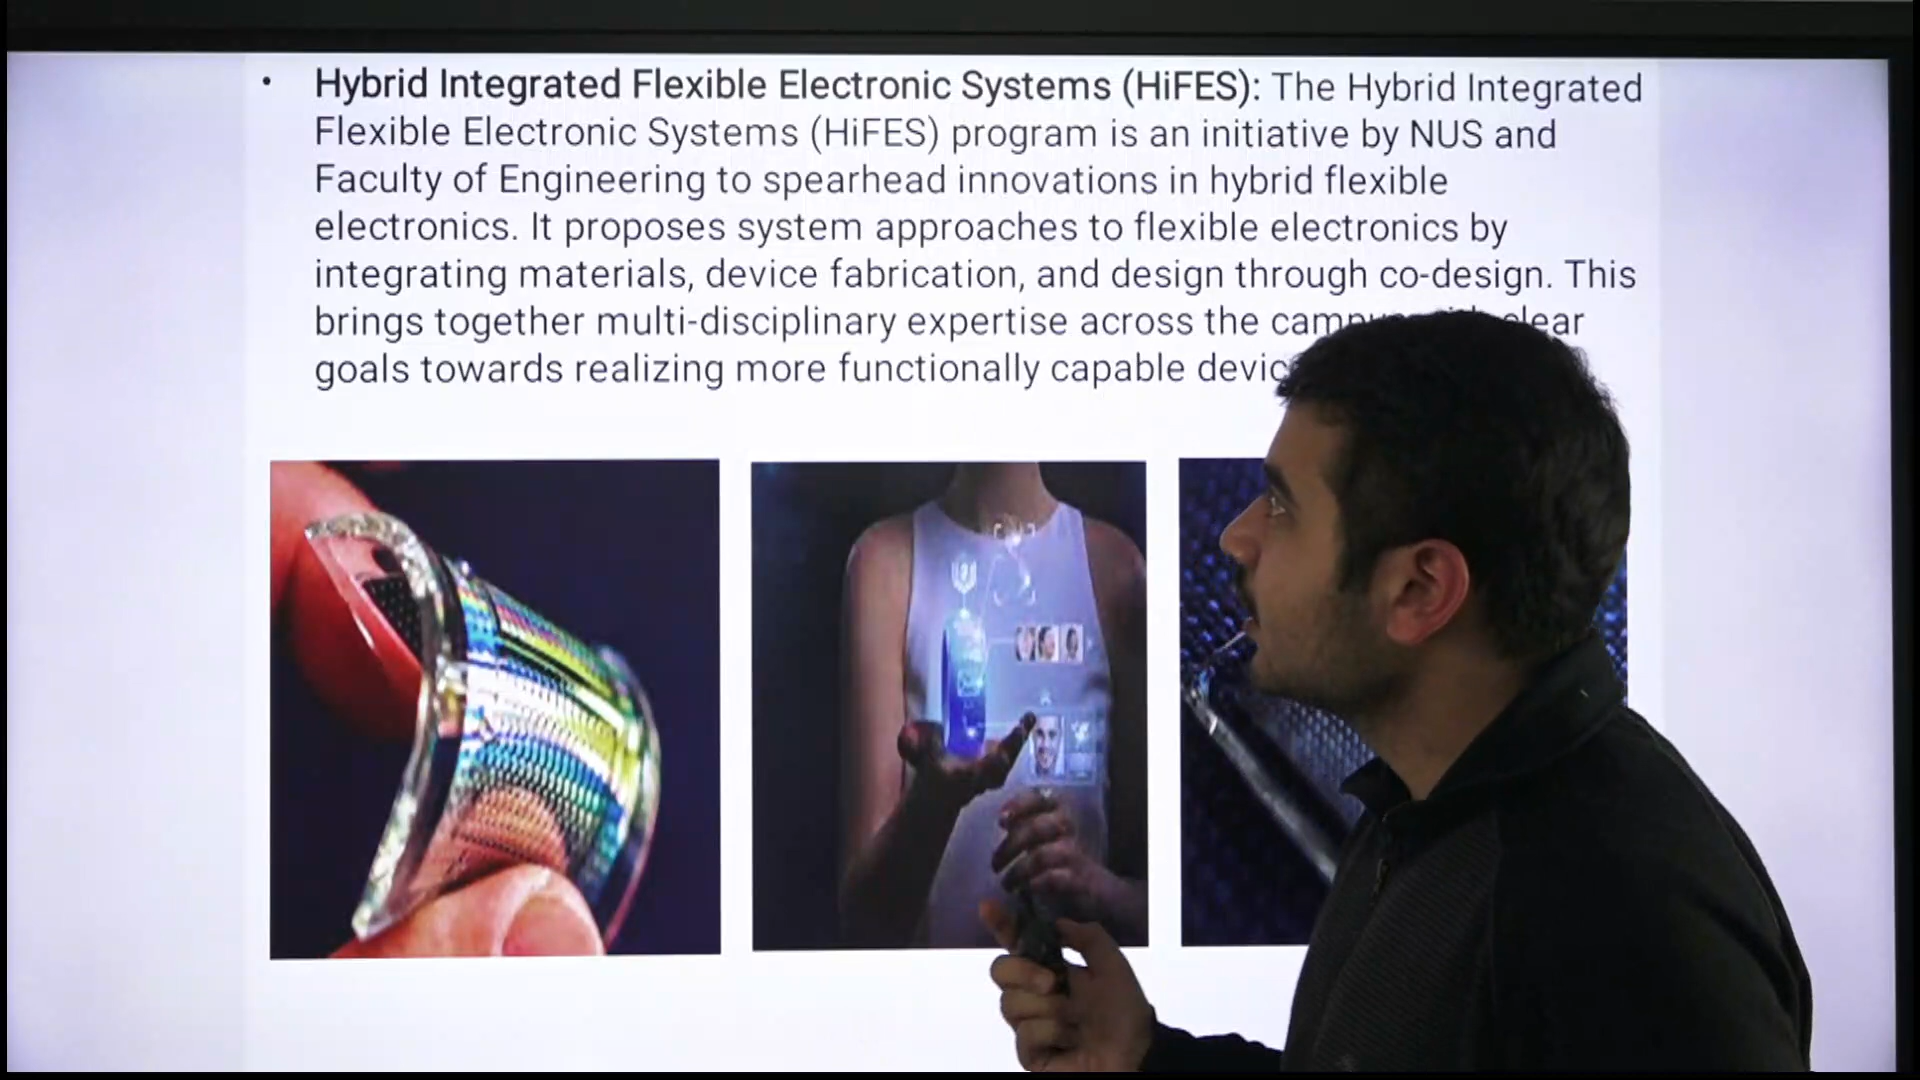 • Hybrid Integrated Flexible Electronic Systems (HiFES): The Hybrid Integrated
Flexible Electronic Systems (HiFES) program is an initiative by NUS and
Faculty of Engineering to spearhead innovations in hybrid flexible
electronics. It proposes system approaches to flexible electronics by
integrating materials, device fabrication, and design through co-design. This
brings together multi-disciplinary expertise across the clear
goals towards realizing more functionally capable